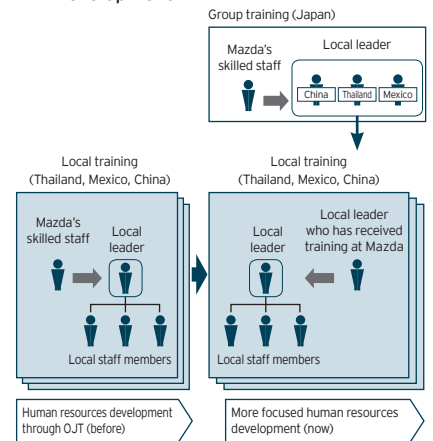 Group training (Japan)
Mazda's
skilled staff
Local leader
China
Thailand
Mexico
Local training
(Thailand, Mexico, China)
Mazda's
skilled staff
Local
leader
Local staff members
Local training
(Thailand, Mexico, China)
Local
leader
Local leader
who has received
training at Mazda
Local staff members
Human resources development
through OJT (before)
More focused human resources
development (now)